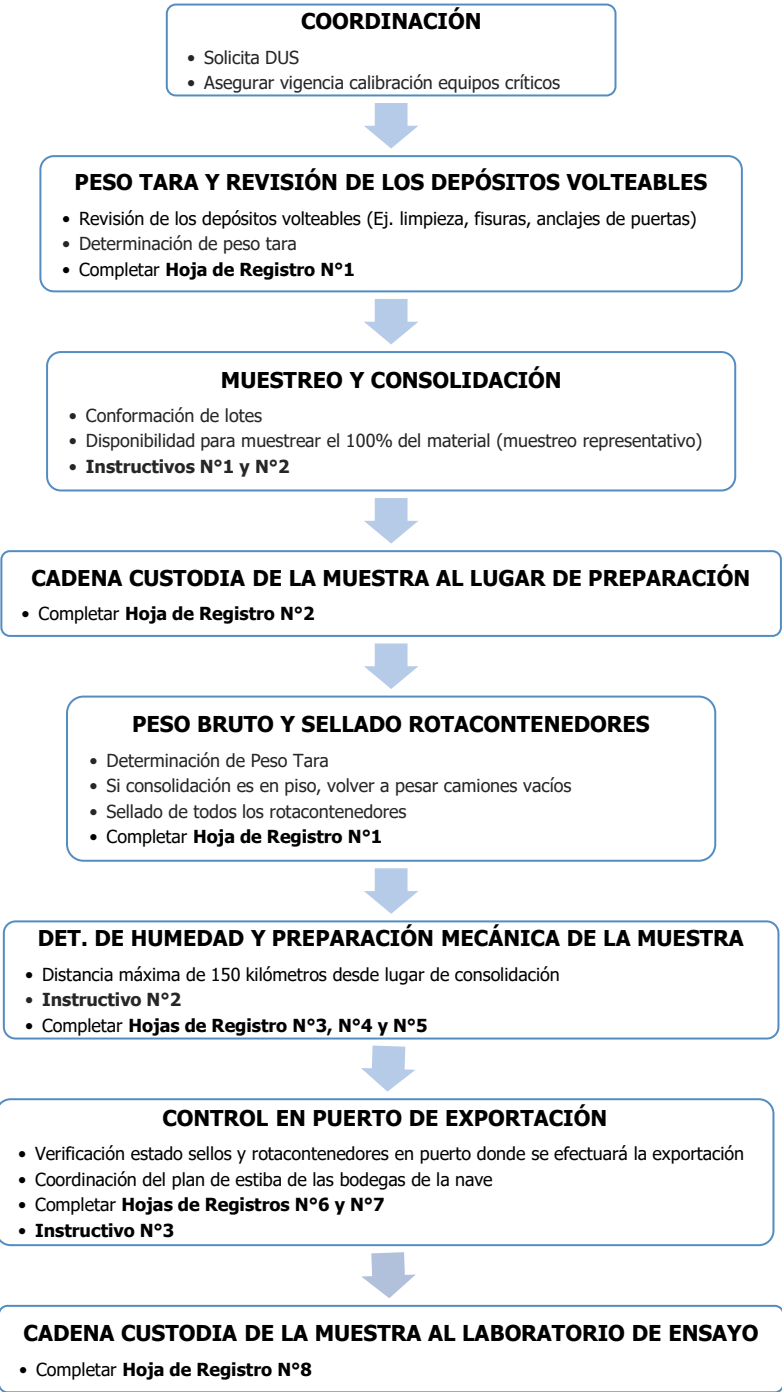 COORDINACIÓN
• Solicita DUS
• Asegurar vigencia calibración equipos críticos
PESO TARA Y REVISIÓN DE LOS DEPÓSITOS VOLTEABLES
• Revisión de los depósitos volteables (Ej. limpieza, fisuras, anclajes de puertas)
• Determinación de peso tara
• Completar Hoja de Registro N°1
MUESTREO Y CONSOLIDACIÓN
• Conformación de lotes
• Disponibilidad para muestrear el 100% del material (muestreo representativo)
• Instructivos N°1 y N°2
CADENA CUSTODIA DE LA MUESTRA AL LUGAR DE PREPARACIÓN
• Completar Hoja de Registro N°2
PESO BRUTO Y SELLADO ROTACONTENEDORES
• Determinación de Peso Tara
• Si consolidación es en piso, volver a pesar camiones vacíos
• Sellado de todos los rotacontenedores
• Completar Hoja de Registro N°1
DET. DE HUMEDAD Y PREPARACIÓN MECÁNICA DE LA MUESTRA
• Distancia máxima de 150 kilómetros desde lugar de consolidación
• Instructivo N°2
• Completar Hojas de Registro N°3, N°4 y N°5
CONTROL EN PUERTO DE EXPORTACIÓN
• Verificación estado sellos y rotacontenedores en puerto donde se efectuará la exportación
• Coordinación del plan de estiba de las bodegas de la nave
• Completar Hojas de Registros N°6 y N°7
• Instructivo N°3
CADENA CUSTODIA DE LA MUESTRA AL LABORATORIO DE ENSAYO
• Completar Hoja de Registro N°8